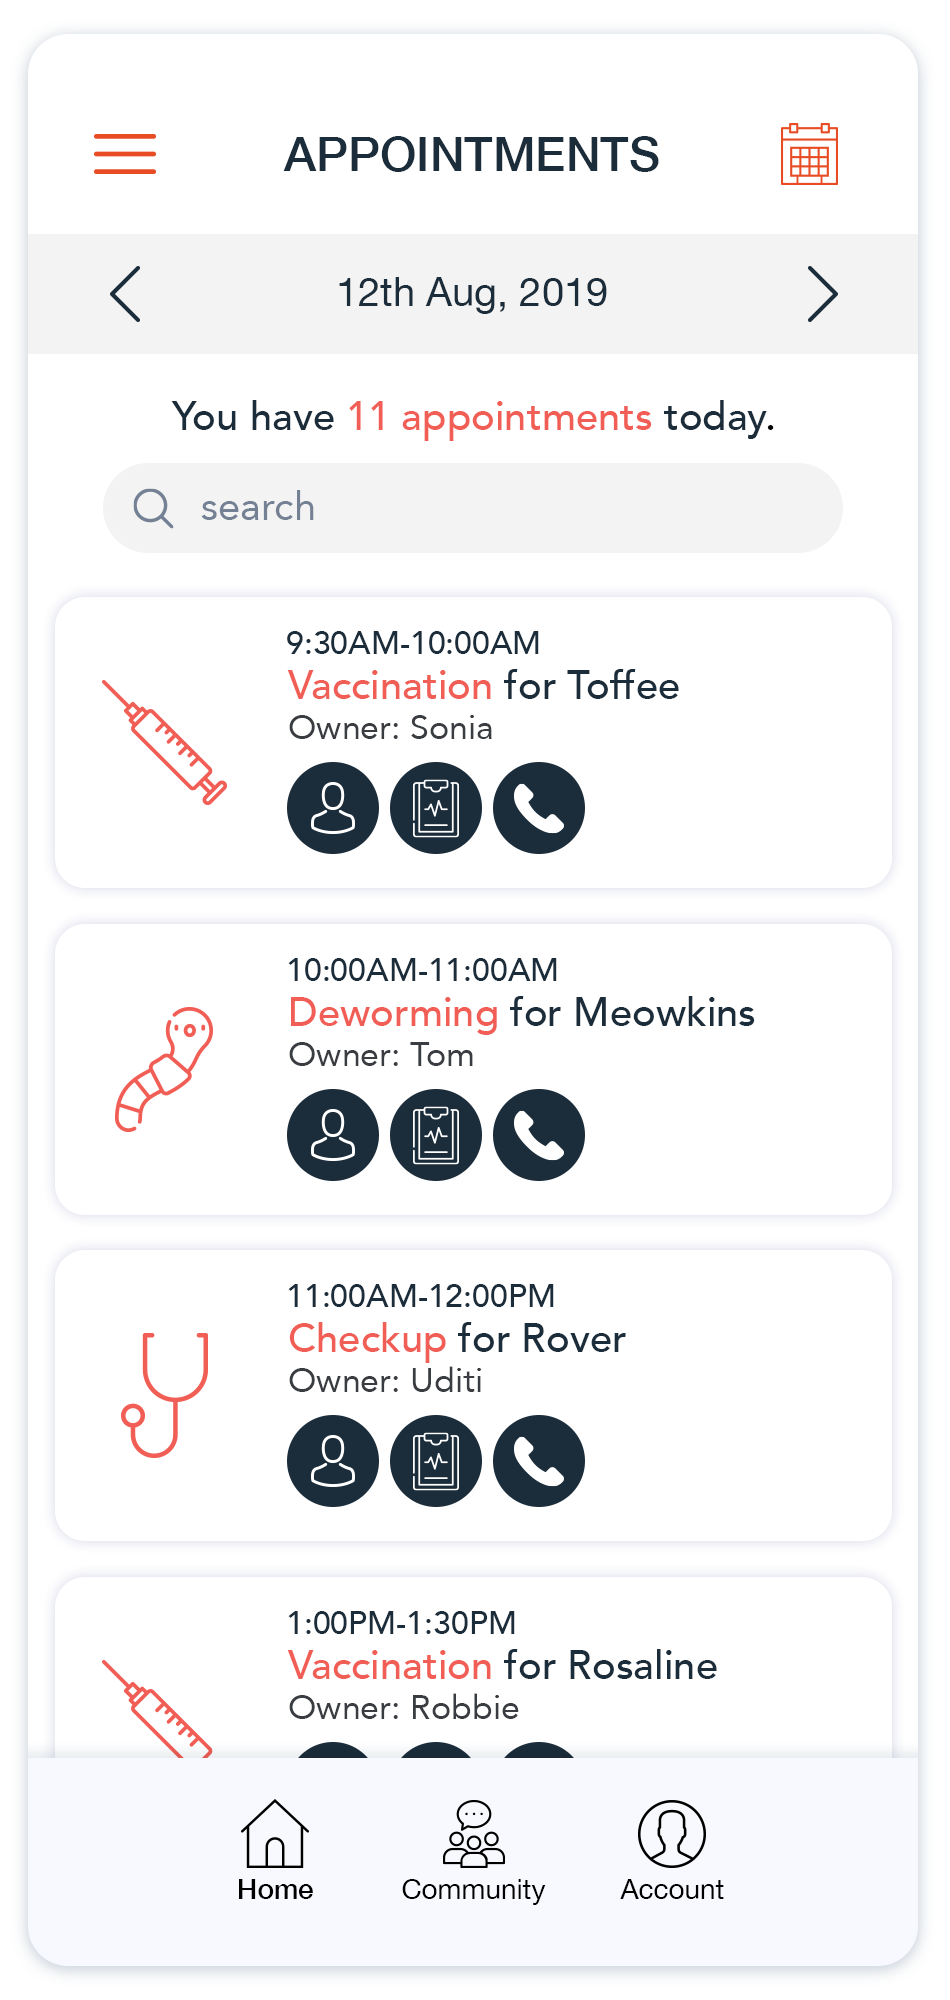 APPOINTMENTS
12th Aug, 2019
You have 11 appointments today.
search
9:30AM-10:00AM
Vaccination for Toffee
Owner: Sonia
10:00AM-11:00AM
Deworming for Meowkins
Owner: Tom
11:00AM-12:00PM
Checkup for Rover
Owner: Uditi
1:00PM-1:30PM
Vaccination for Rosaline
Owner: Robbie
Home
Community
Account